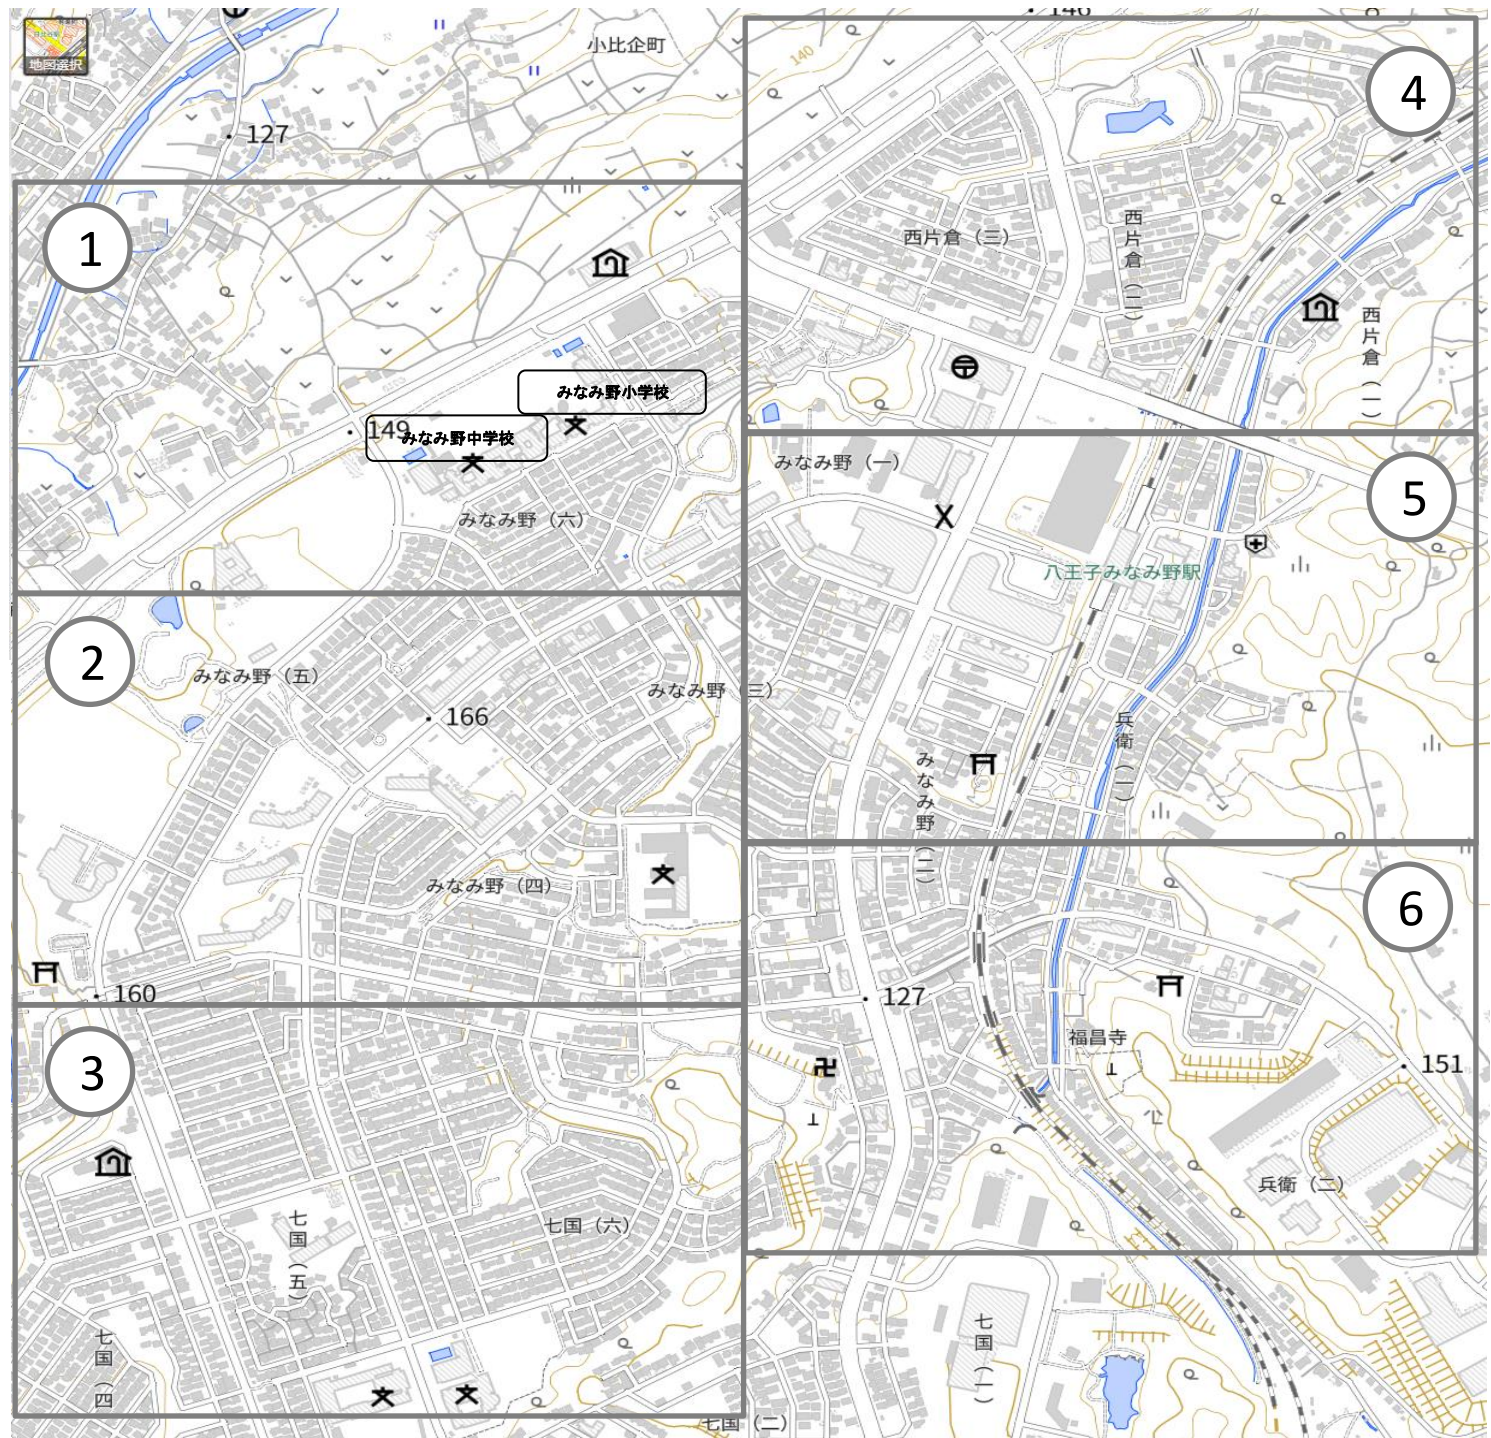 地図選択
146
小比企町
140
127
4
1
西片倉（三）
西片倉（二）
西片倉（一）
みなみ野小学校
149
みなみ野中学校
みなみ野（六）
みなみ野（一）
5
八王子みなみ野駅
2
みなみ野（五）
みなみ野（三）
166
兵衛（一）
みなみ野（二）
みなみ野（四）
6
160
127
3
福昌寺
151
兵衛（二）
七国（五）
七国（六）
七国（四
七国（一）
七国（二）